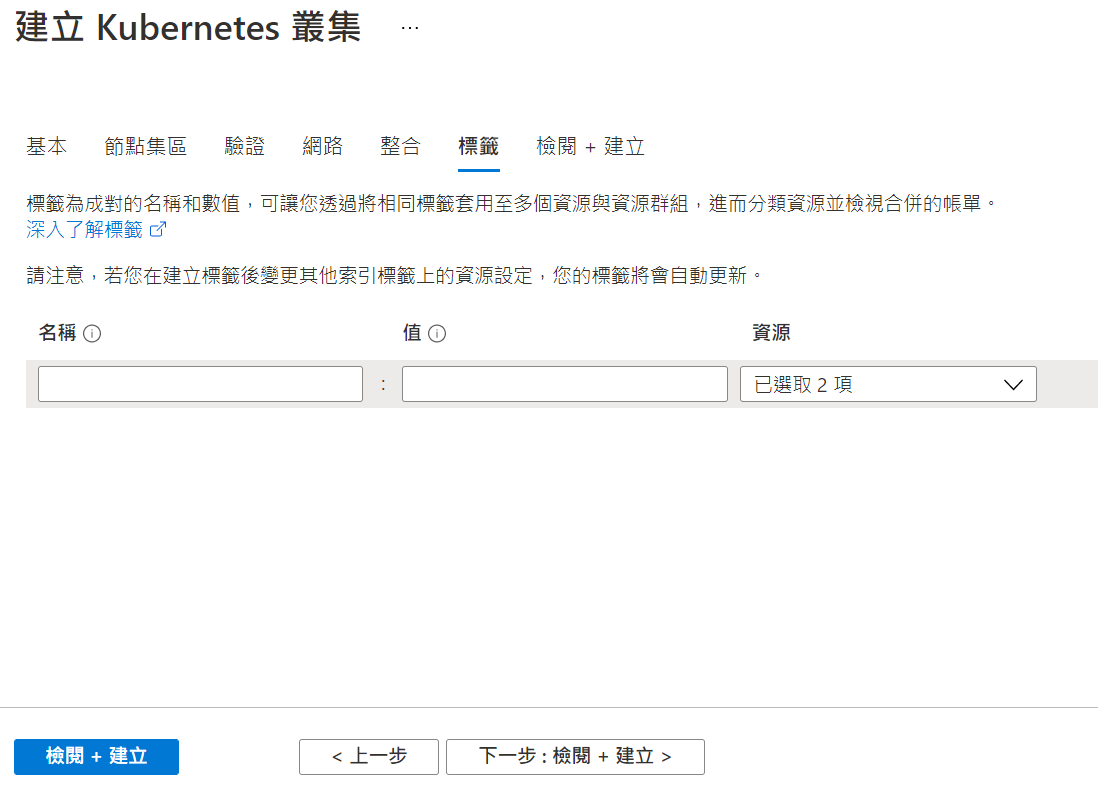 建立 Kubernetes 叢集 ...
基本 節點集區 驗證 網路 整合 標籤 檢閱 + 建立
標籤為成對的名稱和數值，可讓您透過將相同標籤套用至多個資源與資源群組，進而分類資源並檢視合併的帳單。
深入了解標籤
請注意，若您在建立標籤後變更其他索引標籤上的資源設定，您的標籤將會自動更新。
名稱 值 資源
: 已選取 2 項
檢閱 + 建立 < 上一步 下一步 : 檢閱 + 建立 >